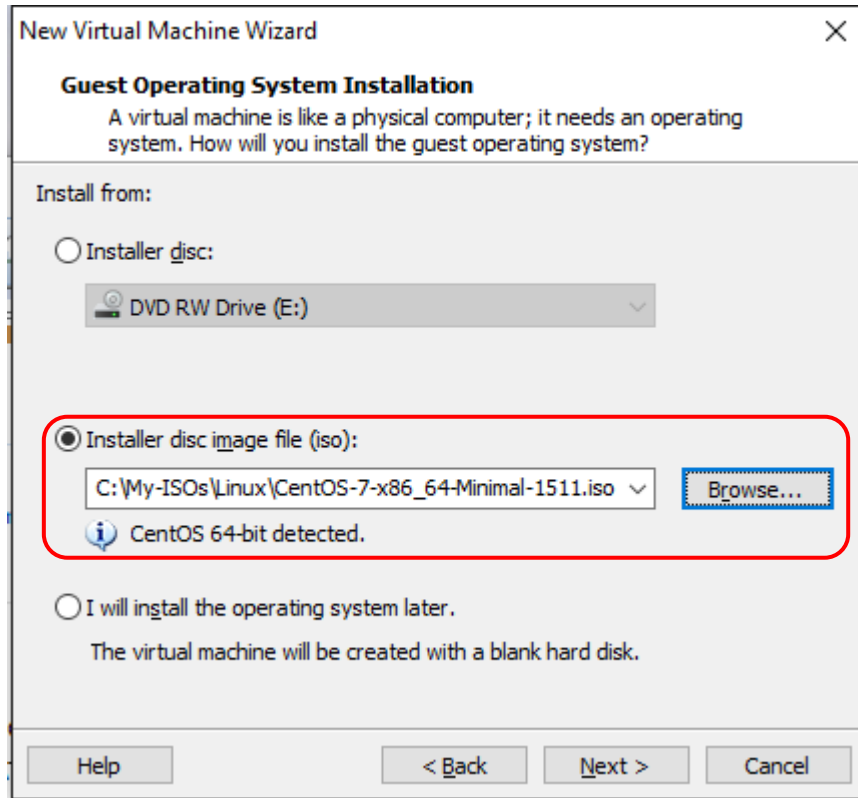 New Virtual Machine Wizard
Guest Operating System Installation
A virtual machine is like a physical computer; it needs an operating
system. How will you install the guest operating system?
Install from:
Installer disc:
DVD RW Drive (E:)
Installer disc image file (iso):
C:\My-ISOs\Linux\CentOS-7-x86_64-Minimal-1511.iso
Browse...
CentOS 64-bit detected.
I will install the operating system later.
The virtual machine will be created with a blank hard disk.
Help
< Back
Next >
Cancel